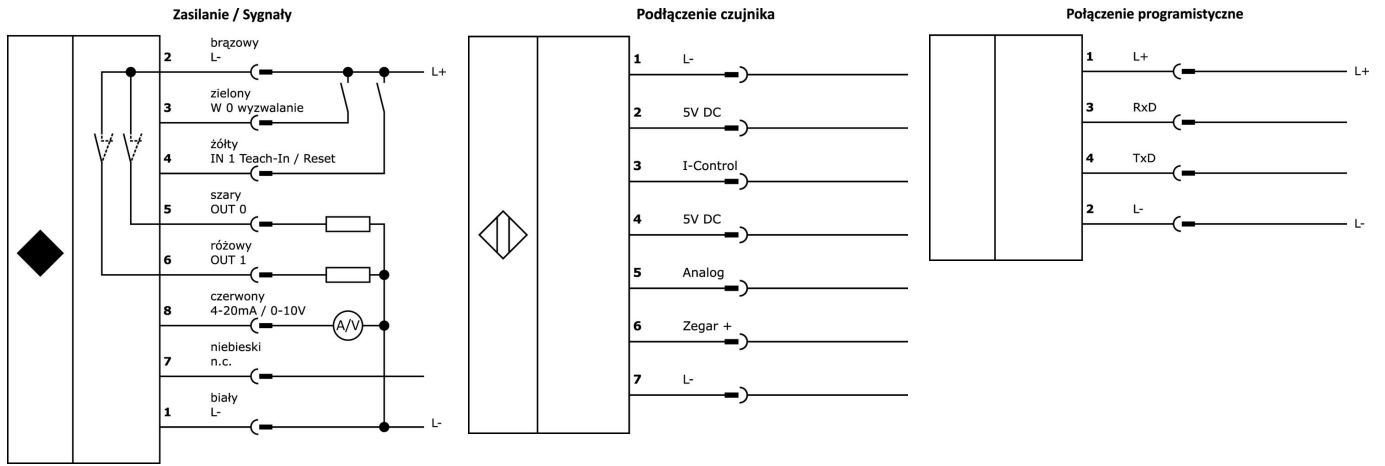 Zasilanie / Sygnały
brązowy
2 L- L+
zielony
3 W 0 wyzwalanie
żółty
4 IN 1 Teach-In / Reset
szary
5 OUT 0
różowy
6 OUT 1
czerwony
8 4-20mA / 0-10V
A/V
niebieski
7 n.c.
biały
1 L- L-
Podłączenie czujnika
1 L-
2 5V DC
3 I-Control
4 5V DC
5 Analog
6 Zegar +
7 L-
Połączenie programistyczne
1 L+ L+
3 RxD
4 TxD
2 L- L-